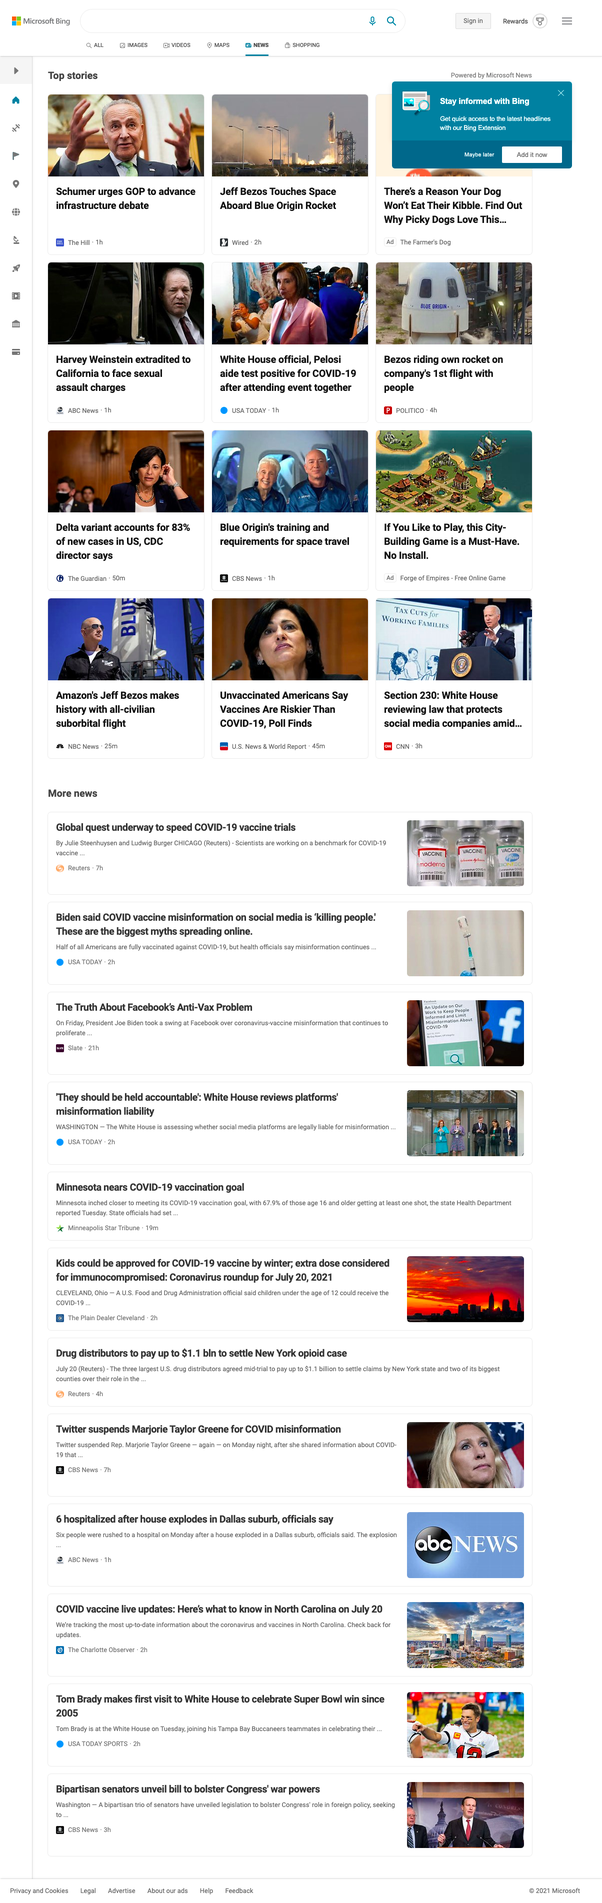 Microsoft Bing
Sign in
Rewards
ALL
IMAGES
VIDEOS
MAPS
NEWS
SHOPPING
Top stories
Powered by Microsoft News
Stay informed with Bing
Get quick access to the latest headlines
with our Bing Extension
Maybe later
Add it now
Schumer urges GOP to advance
infrastructure debate
The Hill · 1h
Jeff Bezos Touches Space
Aboard Blue Origin Rocket
Wired · 2h
There's a Reason Your Dog
Won't Eat Their Kibble. Find Out
Why Picky Dogs Love This...
Ad The Farmer's Dog
BLUE ORIGIN
Harvey Weinstein extradited to
California to face sexual
assault charges
ABC News · 1h
White House official, Pelosi
aide test positive for COVID-19
after attending event together
USA TODAY · 1h
Bezos riding own rocket on
company's 1st flight with
people
POLITICO · 4h
Delta variant accounts for 83%
of new cases in US, CDC
director says
The Guardian · 50m
Blue Origin's training and
requirements for space travel
CBS News · 1h
If You Like to Play, this City-
Building Game is a Must-Have.
No Install.
Ad Forge of Empires - Free Online Game
BLUE
TAX CUTS FOR
WORKING FAMILIES
Amazon's Jeff Bezos makes
history with all-civilian
suborbital flight
NBC News · 25m
Unvaccinated Americans Say
Vaccines Are Riskier Than
COVID-19, Poll Finds
U.S. News & World Report · 45m
Section 230: White House
reviewing law that protects
social media companies amid...
CNN · 3h
More news
Global quest underway to speed COVID-19 vaccine trials
By Julie Steenhuysen and Ludwig Burger CHICAGO (Reuters) - Scientists are working on a benchmark for COVID-19
vaccine ...
Reuters · 7h
VACCINE
VACCINE
VACCINE
moderna
Pfizer
Biden said COVID vaccine misinformation on social media is 'killing people.'
These are the biggest myths spreading online.
Half of all Americans are fully vaccinated against COVID-19, but health officials say misinformation continues ...
USA TODAY · 2h
The Truth About Facebook's Anti-Vax Problem
On Friday, President Joe Biden took a swing at Facebook over coronavirus-vaccine misinformation that continues to
proliferate ...
Slate · 21h
An Update on Our
Work to Keep People
Informed and Limit
Misinformation About
COVID-19
'They should be held accountable': White House reviews platforms'
misinformation liability
WASHINGTON — The White House is assessing whether social media platforms are legally liable for misinformation ...
USA TODAY · 2h
Minnesota nears COVID-19 vaccination goal
Minnesota inched closer to meeting its COVID-19 vaccination goal, with 67.9% of those age 16 and older getting at least one shot, the state Health Department
reported Tuesday. State officials had set ...
Minneapolis Star Tribune · 19m
Kids could be approved for COVID-19 vaccine by winter; extra dose considered
for immunocompromised: Coronavirus roundup for July 20, 2021
CLEVELAND, Ohio — A U.S. Food and Drug Administration official said children under the age of 12 could receive the
COVID-19 ...
The Plain Dealer Cleveland · 2h
Drug distributors to pay up to $1.1 bln to settle New York opioid case
July 20 (Reuters) - The three largest U.S. drug distributors agreed mid-trial to pay up to $1.1 billion to settle claims by New York state and two of its biggest
counties over their role in the ...
Reuters · 4h
Twitter suspends Marjorie Taylor Greene for COVID misinformation
Twitter suspended Rep. Marjorie Taylor Greene — again — on Monday night, after she shared information about COVID-
19 that ...
CBS News · 7h
6 hospitalized after house explodes in Dallas suburb, officials say
Six people were rushed to a hospital on Monday after a house exploded in a Dallas suburb, officials said. The explosion
...
ABC News · 1h
abc NEWS
COVID vaccine live updates: Here's what to know in North Carolina on July 20
We're tracking the most up-to-date information about the coronavirus and vaccines in North Carolina. Check back for
updates.
The Charlotte Observer · 2h
Tom Brady makes first visit to White House to celebrate Super Bowl win since
2005
Tom Brady is at the White House on Tuesday, joining his Tampa Bay Buccaneers teammates in celebrating their ...
USA TODAY SPORTS · 2h
12
Bipartisan senators unveil bill to bolster Congress' war powers
Washington — A bipartisan trio of senators have unveiled legislation to bolster Congress' role in foreign policy, seeking
to ...
CBS News · 3h
Privacy and Cookies
Legal
Advertise
About our ads
Help
Feedback
© 2021 Microsoft